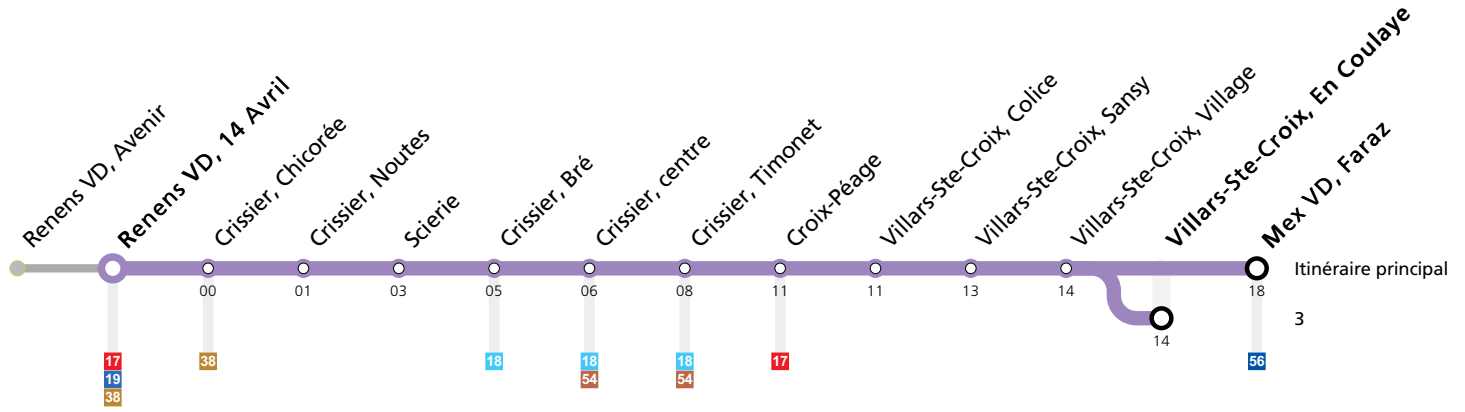 Renens VD, Avenir
Renens VD, 14 Avril
Crissier, Chicorée
Crissier, Noutes
Scierie
Crissier, Bré
Crissier, centre
Crissier, Timonet
Croix-Péage
Villars-Ste-Croix, Colice
Villars-Ste-Croix, Sansy
Villars-Ste-Croix, Village
Villars-Ste-Croix, En Coulaye
Mex VD, Faraz
Itinéraire principal
00 01 03 05 06 08 11 11 13 14 18
3
14
17 38 18 18 18 17 56
19 54 54
38